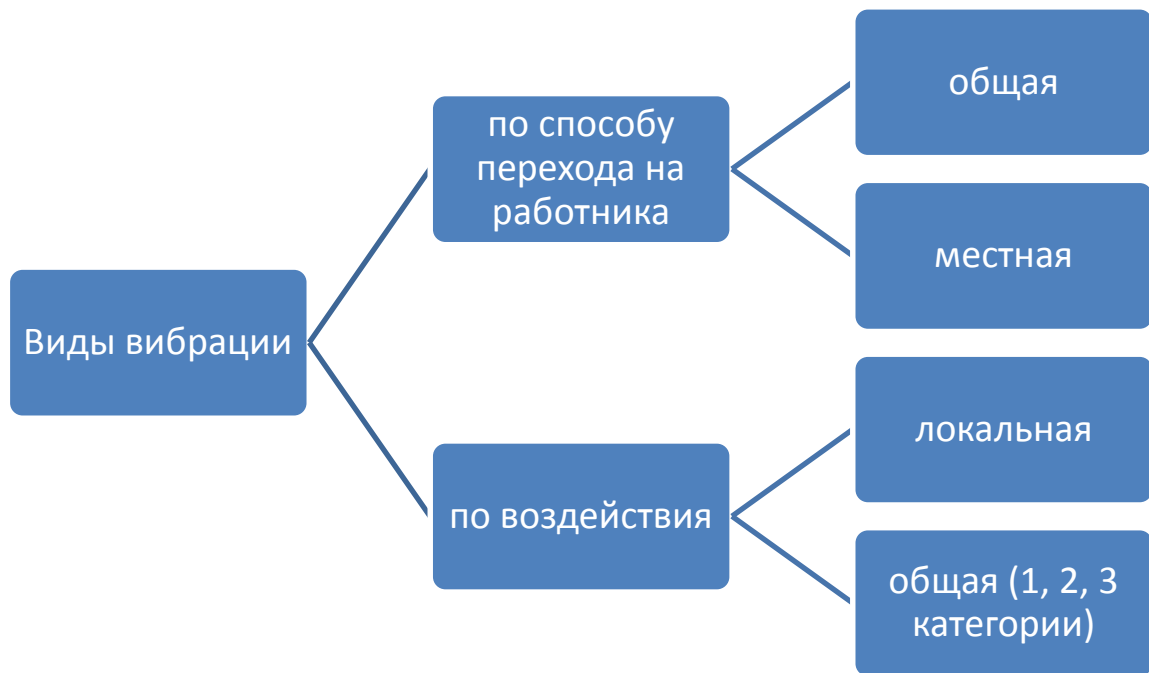 Виды вибрации
по способу
перехода на
работника
общая
местная
по воздействия
локальная
общая (1, 2, 3
категории)